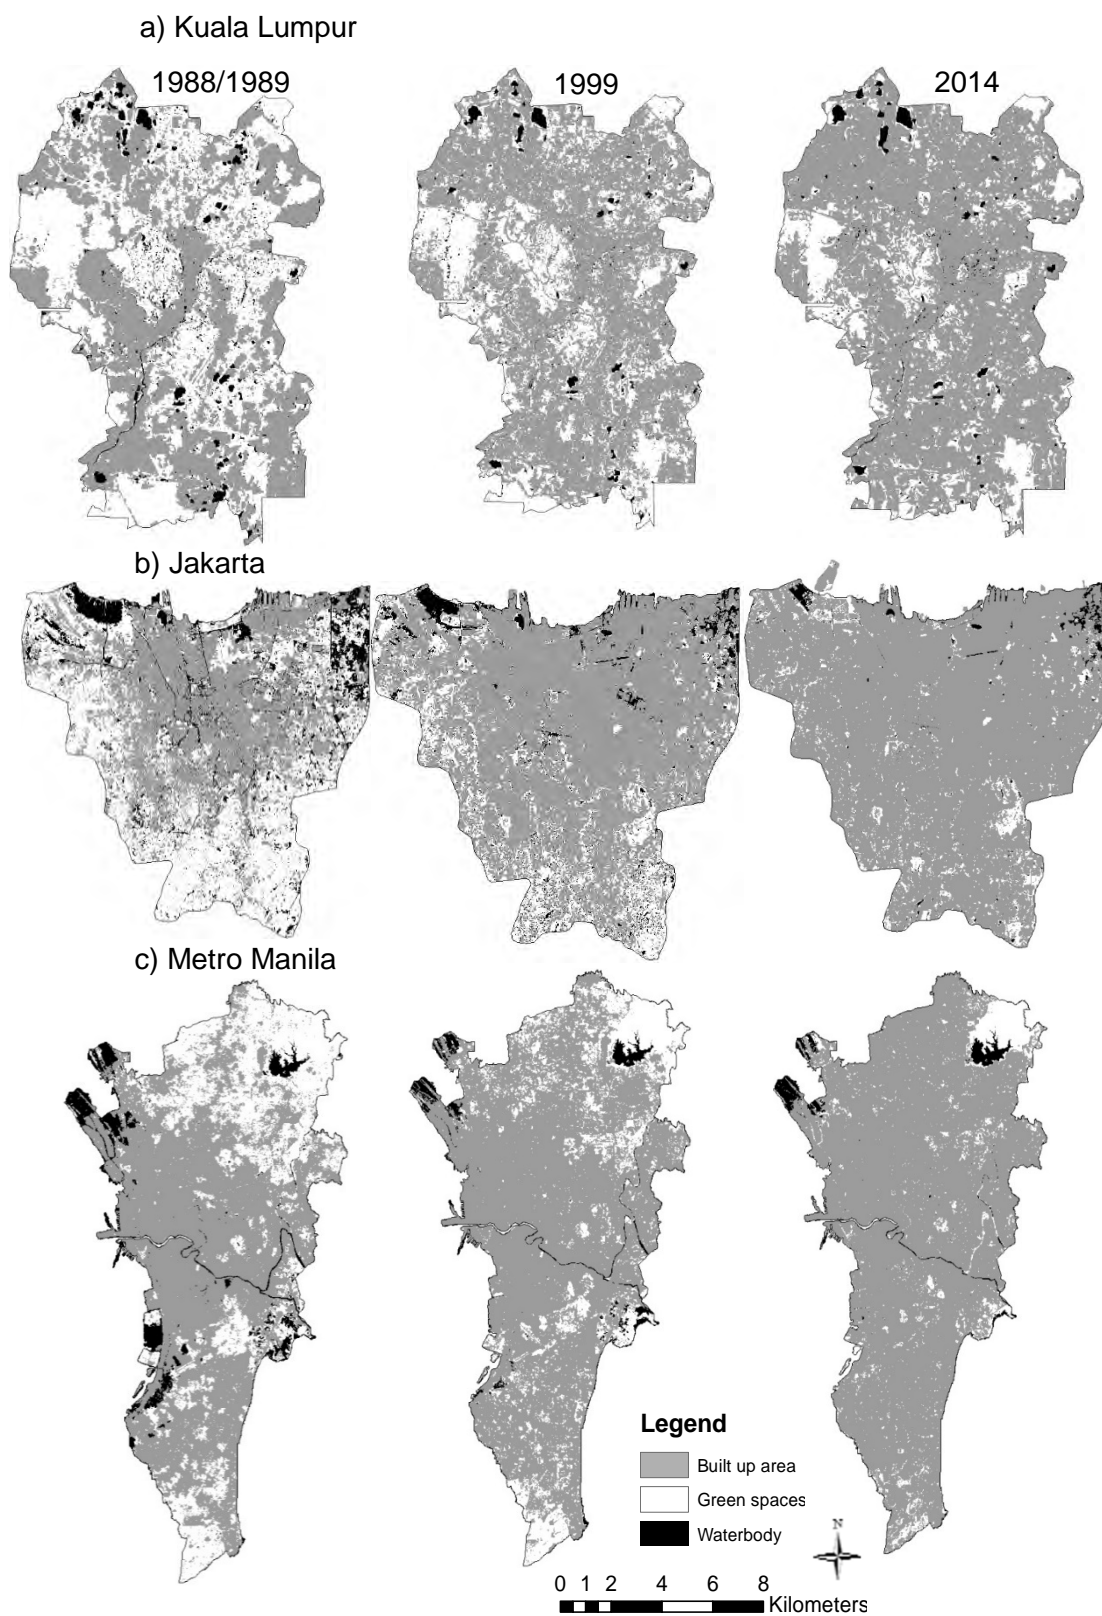 a) Kuala Lumpur
1988/1989
1999
2014
b) Jakarta
c) Metro Manila
Legend
Built up area
Green spaces
Waterbody
N
0 1 2 4 6 8
Kilometers